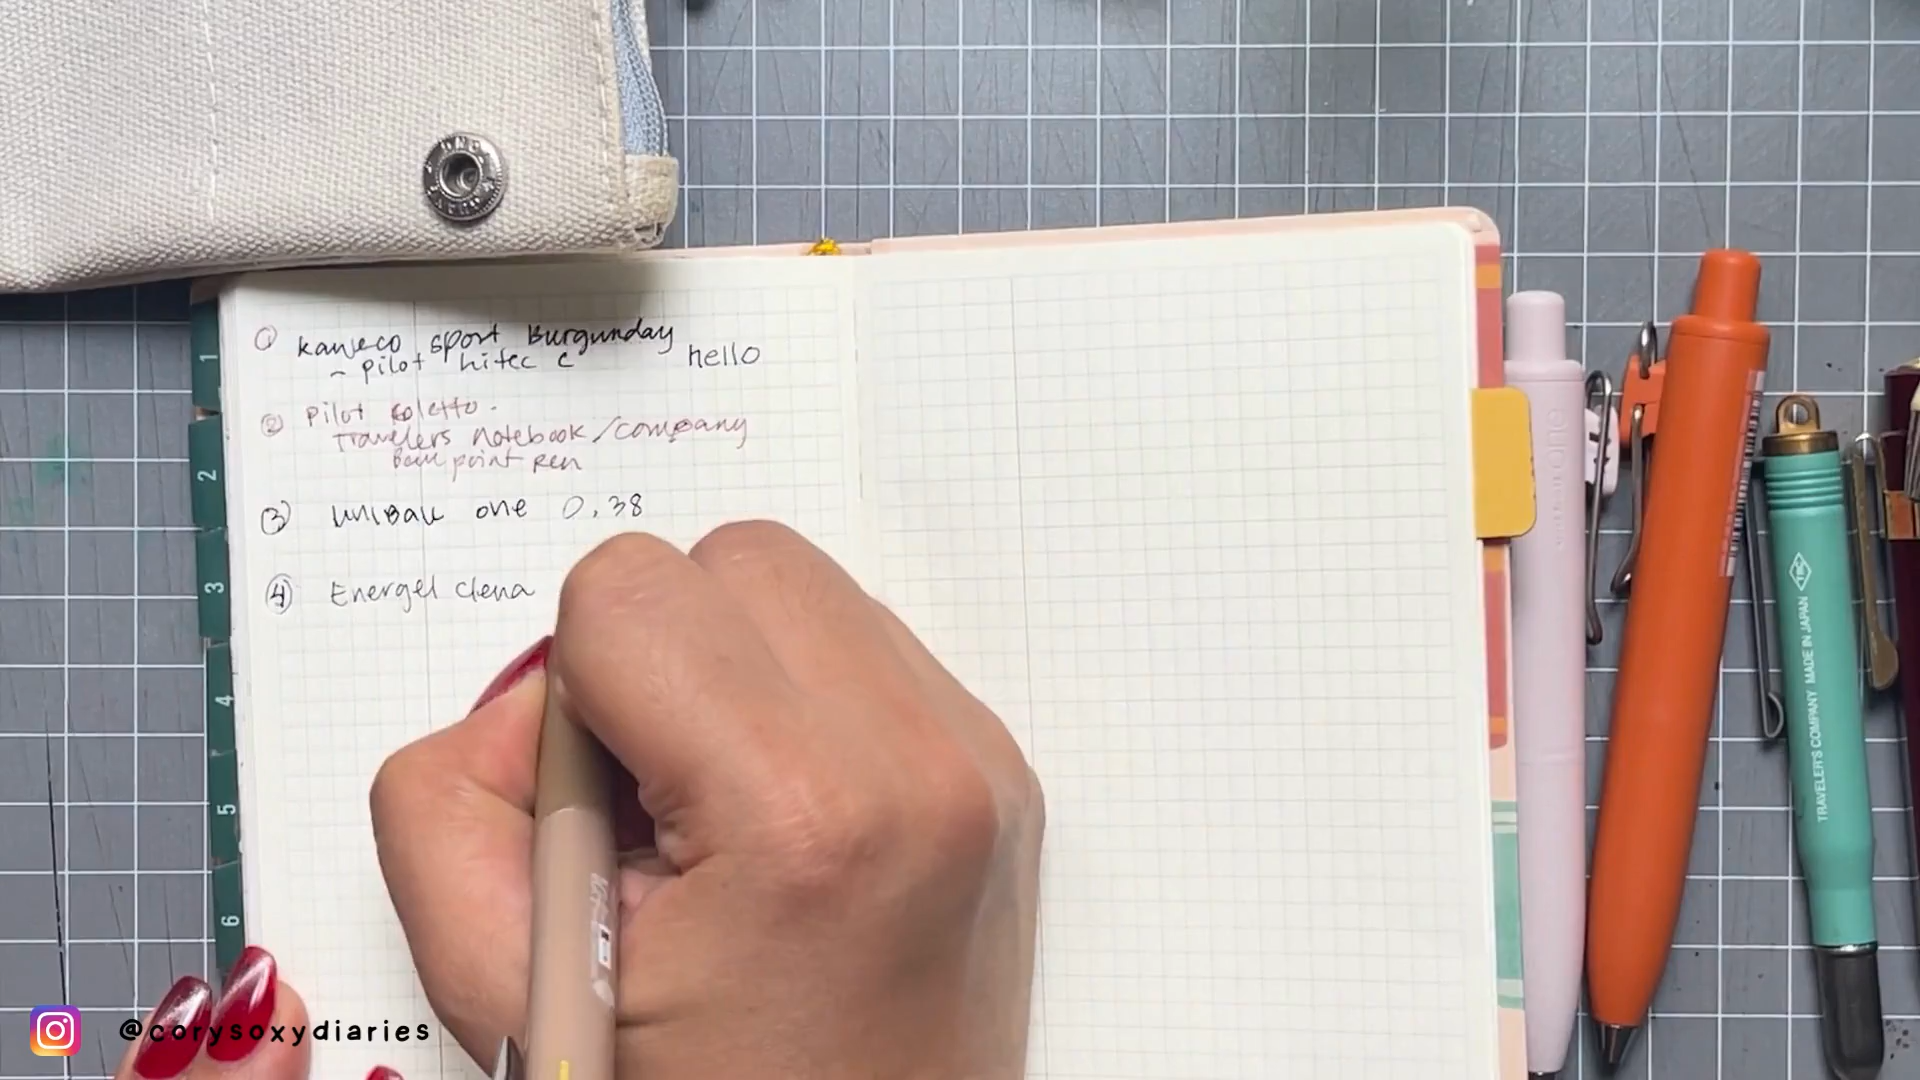 ① Kaweco sport Burgunday
- pilot hitec c
hello
② Pilot Coletto.
Travelers notebook/company
Ball point pen
③ UniBall one 0.38
④ Energel Clena
1
2
3
4
5
6
TRAVELER'S COMPANY MADE IN JAPAN
@corysoxydiaries